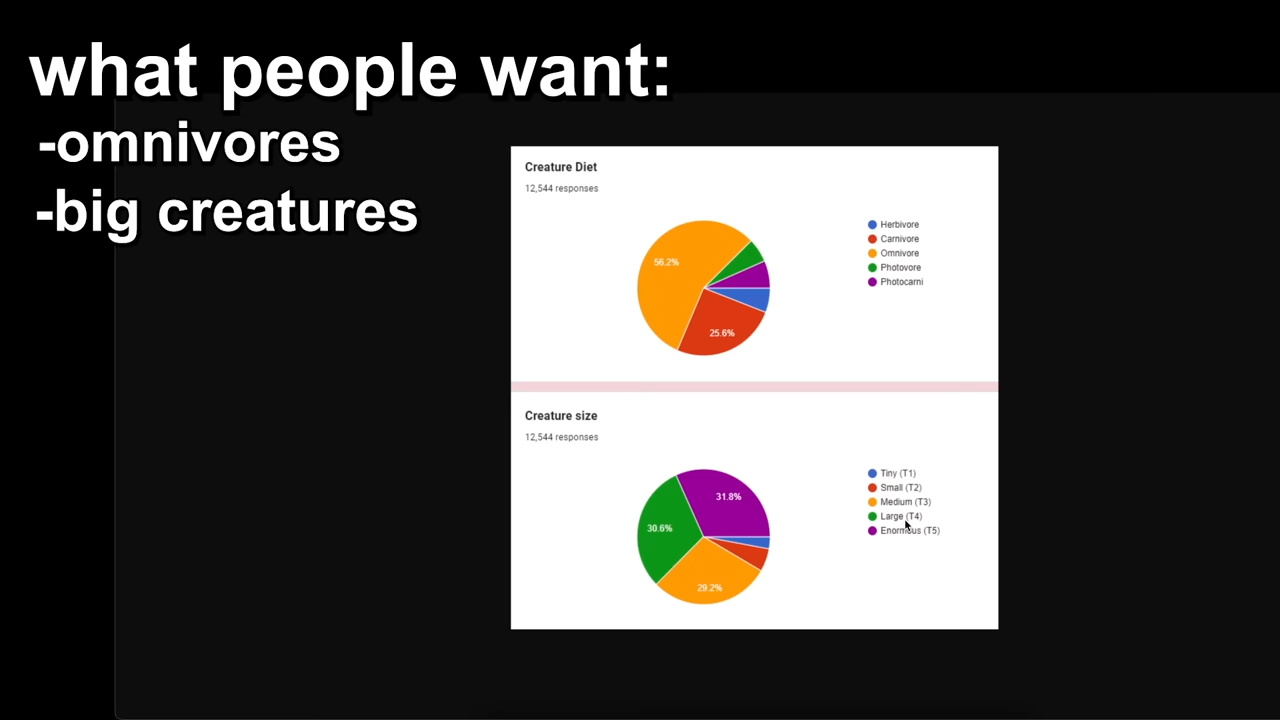 what people want:
-omnivores
-big creatures
Creature Diet
12,544 responses
56.2%
25.6%
Herbivore
Carnivore
Omnivore
Photovore
Photocarni
Creature size
12,544 responses
31.8%
30.6%
29.2%
Tiny (T1)
Small (T2)
Medium (T3)
Large (T4)
Enormous (T5)